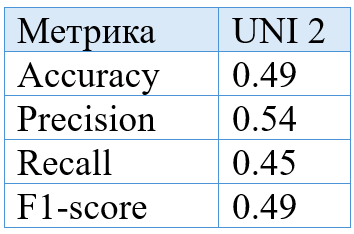 Метрика UNI 2
Accuracy 0.49
Precision 0.54
Recall 0.45
F1-score 0.49